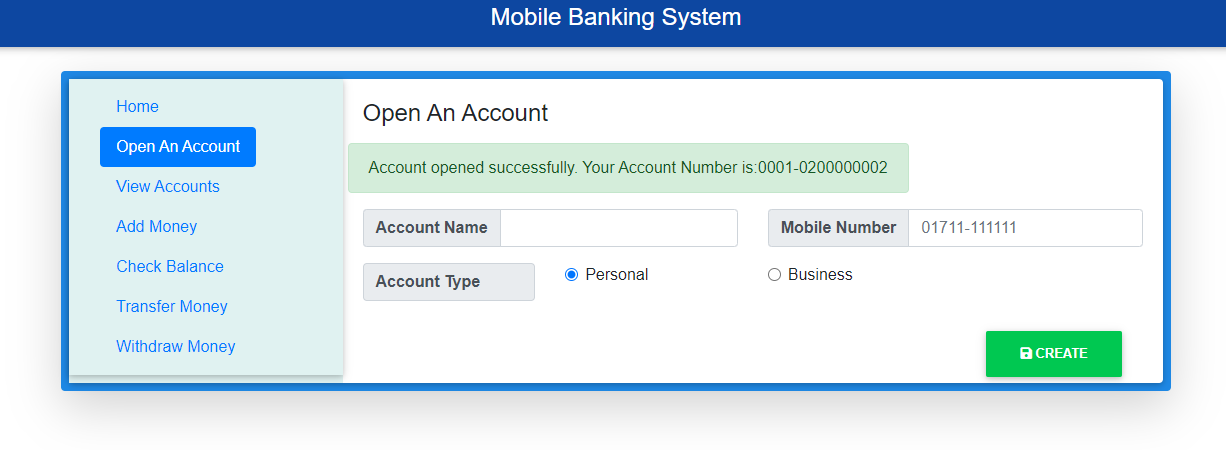 Mobile Banking System
Home
Open An Account
View Accounts
Add Money
Check Balance
Transfer Money
Withdraw Money
Open An Account
Account opened successfully. Your Account Number is:0001-0200000002
Account Name
Mobile Number 01711-111111
Account Type Personal Business
CREATE